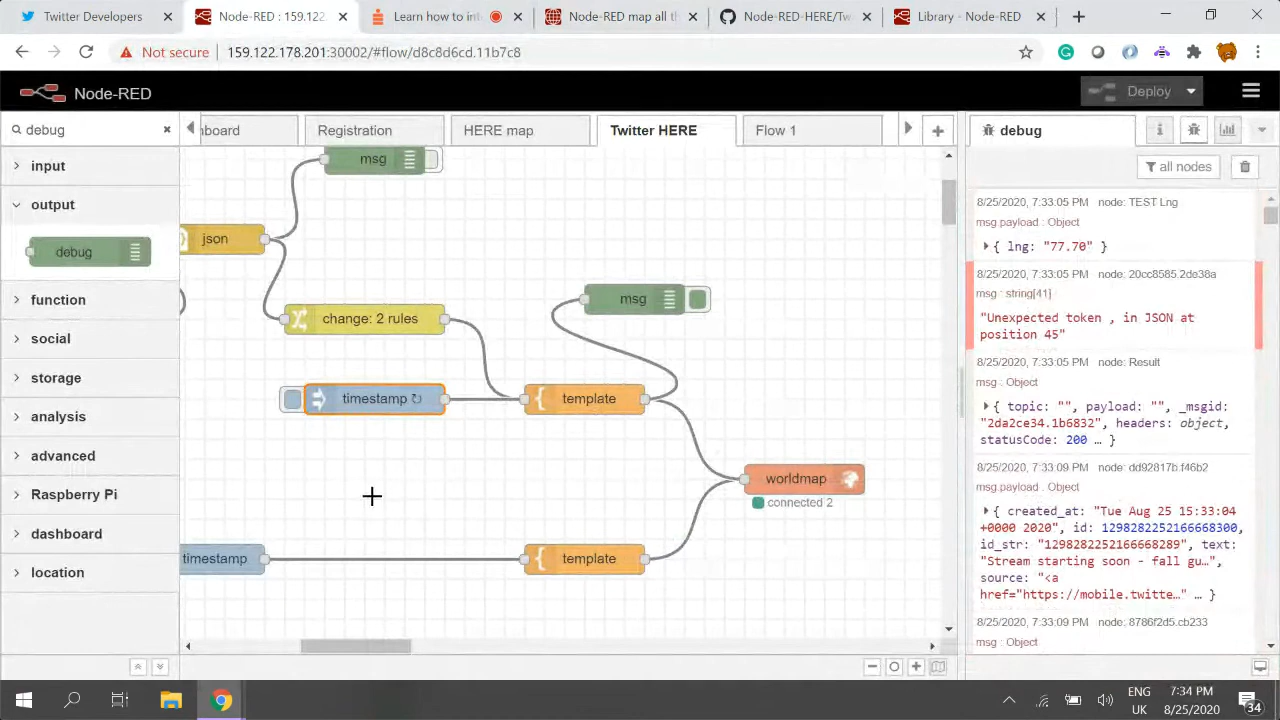 Twitter Developers
Node-RED : 159.122
Learn how to int
Node-RED map all th
Node-RED-HERE/Tw
Library - Node-RED
Not secure 159.122.178.201:30002/#flow/d8c8d6cd.11b7c8
Node-RED
Deploy
debug
board
Registration
HERE map
Twitter HERE
Flow 1
debug
input
output
debug
function
social
storage
analysis
advanced
Raspberry Pi
dashboard
location
msg
json
change: 2 rules
msg
timestamp ↻
template
worldmap
connected 2
timestamp
template
all nodes
8/25/2020, 7:33:05 PM node: TEST Lng
msg.payload : Object
{ lng: "77.70" }
8/25/2020, 7:33:05 PM node: 20cc8585.2de38a
msg : string[41]
"Unexpected token , in JSON at
position 45"
8/25/2020, 7:33:05 PM node: Result
msg : Object
{ topic: "", payload: "", _msgid:
"2da2ce34.1b6832", headers: object,
statusCode: 200 … }
8/25/2020, 7:33:09 PM node: dd92817b.f46b2
msg.payload : Object
{ created_at: "Tue Aug 25 15:33:04
+0000 2020", id: 1298282252166668300,
id_str: "1298282252166668289", text:
"Stream starting soon - fall gu…",
source: "<a
href="https://mobile.twitte…" … }
8/25/2020, 7:33:09 PM node: 8786f2d5.cb233
msg : Object
ENG
UK
7:34 PM
8/25/2020
34